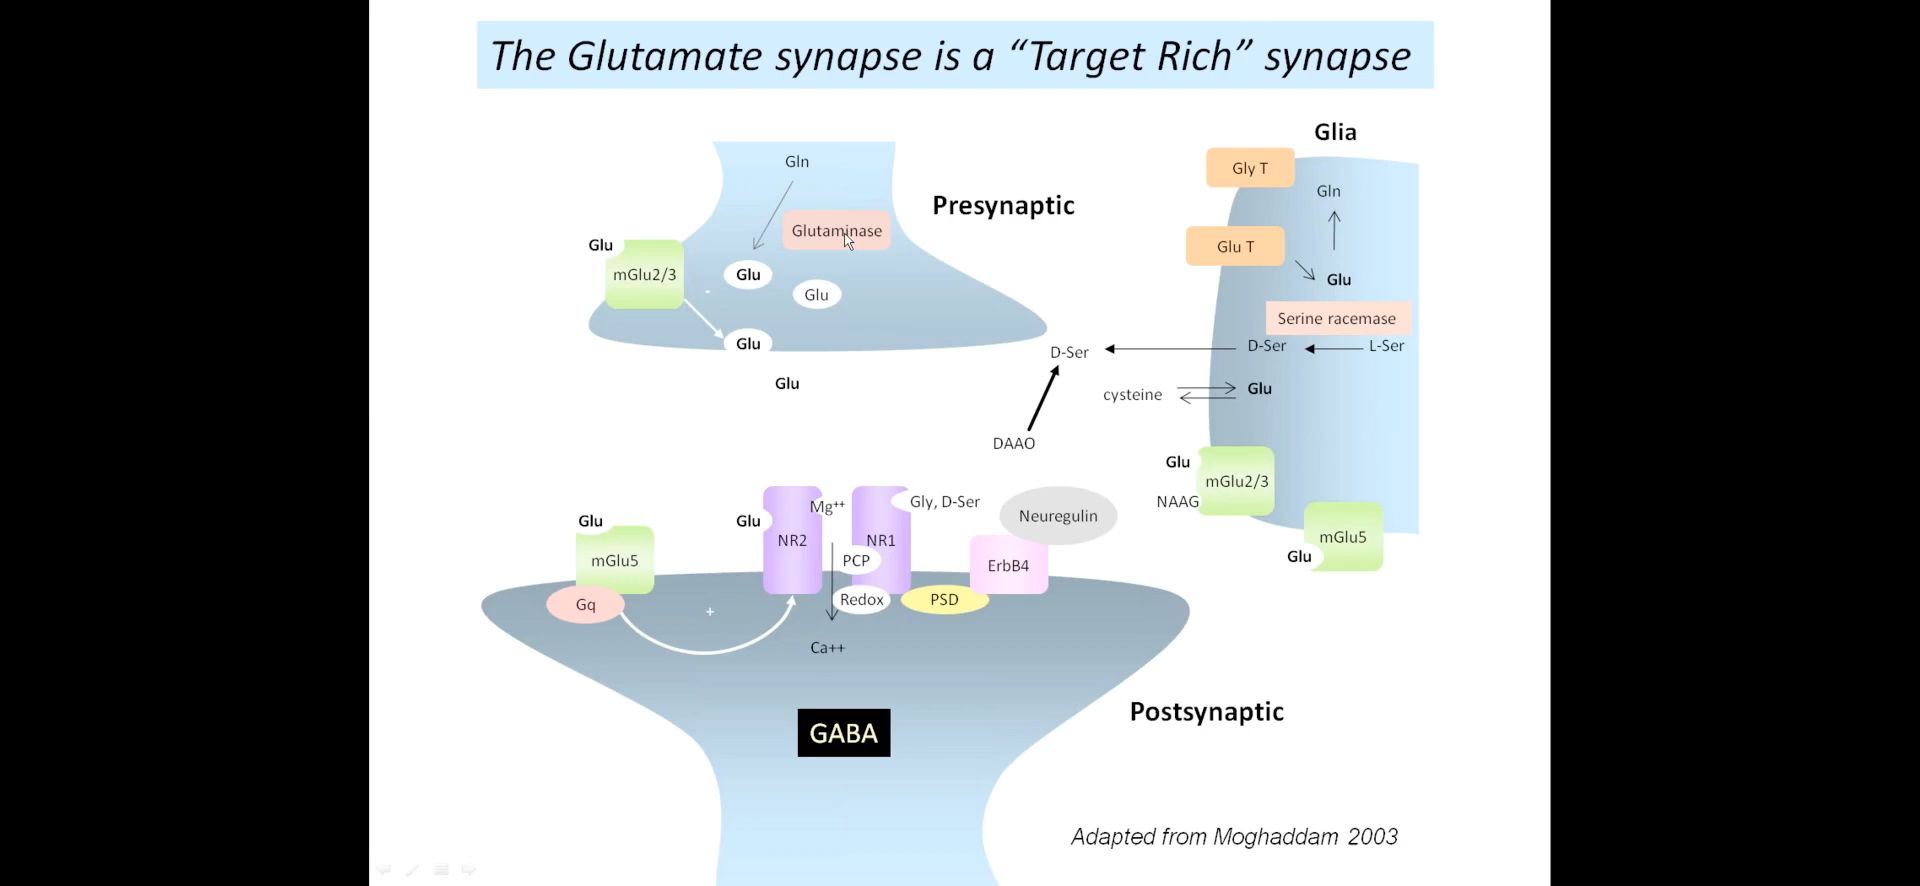 The Glutamate synapse is a “Target Rich” synapse
Glia
Gln
Gly T
Gln
Presynaptic
Glutaminase
Glu
mGlu2/3
Glu
Glu
-
Glu
Glu
Glu T
Glu
Serine racemase
D-Ser
D-Ser
L-Ser
cysteine
Glu
DAAO
Glu
mGlu2/3
NAAG
mGlu5
Glu
Glu
mGlu5
Gq
+
Glu
NR2
Mg⁺⁺
NR1
Gly, D-Ser
PCP
Redox
PSD
Neuregulin
ErbB4
Ca++
GABA
Postsynaptic
Adapted from Moghaddam 2003